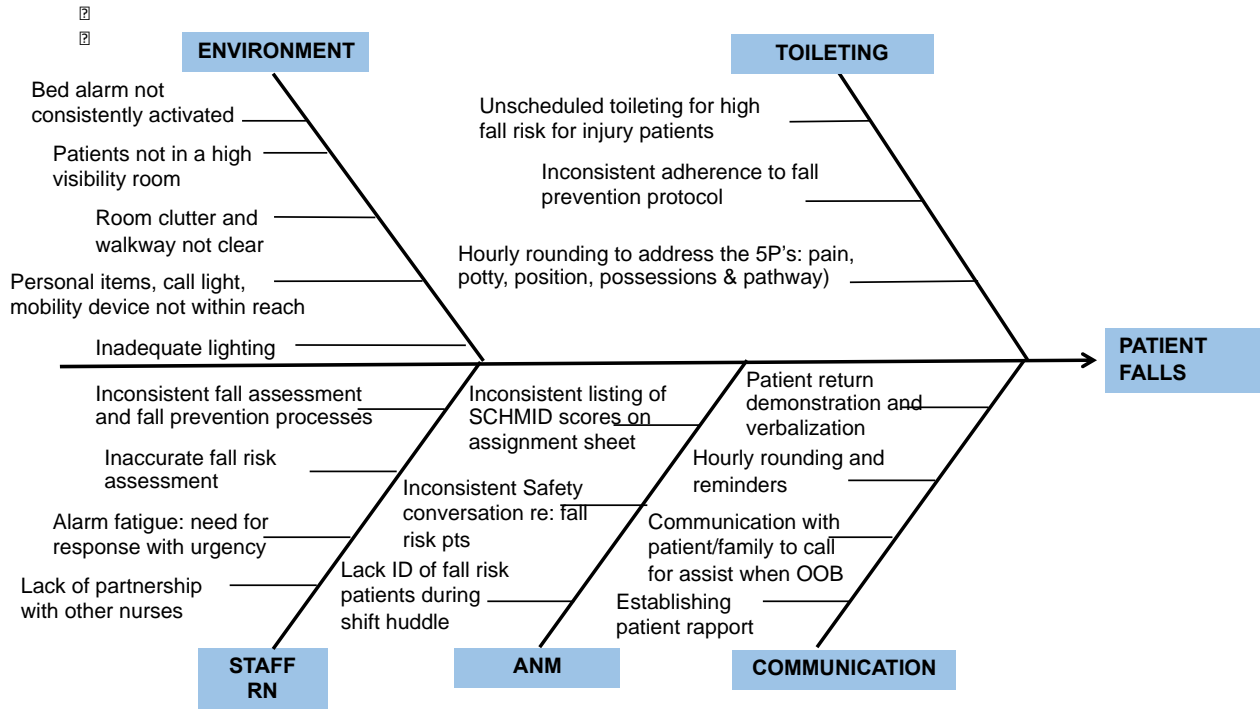 ENVIRONMENT
Bed alarm not
consistently activated
Patients not in a high
visibility room
Room clutter and
walkway not clear
Personal items, call light,
mobility device not within reach
Inadequate lighting
TOILETING
Unscheduled toileting for high
fall risk for injury patients
Inconsistent adherence to fall
prevention protocol
Hourly rounding to address the 5P's: pain,
potty, position, possessions & pathway)
PATIENT
FALLS
Inconsistent fall assessment
and fall prevention processes
Inaccurate fall risk
assessment
Alarm fatigue: need for
response with urgency
Lack of partnership
with other nurses
STAFF
RN
Inconsistent listing of
SCHMID scores on
assignment sheet
Inconsistent Safety
conversation re: fall
risk pts
Lack ID of fall risk
patients during
shift huddle
ANM
Patient return
demonstration and
verbalization
Hourly rounding and
reminders
Communication with
patient/family to call
for assist when OOB
Establishing
patient rapport
COMMUNICATION